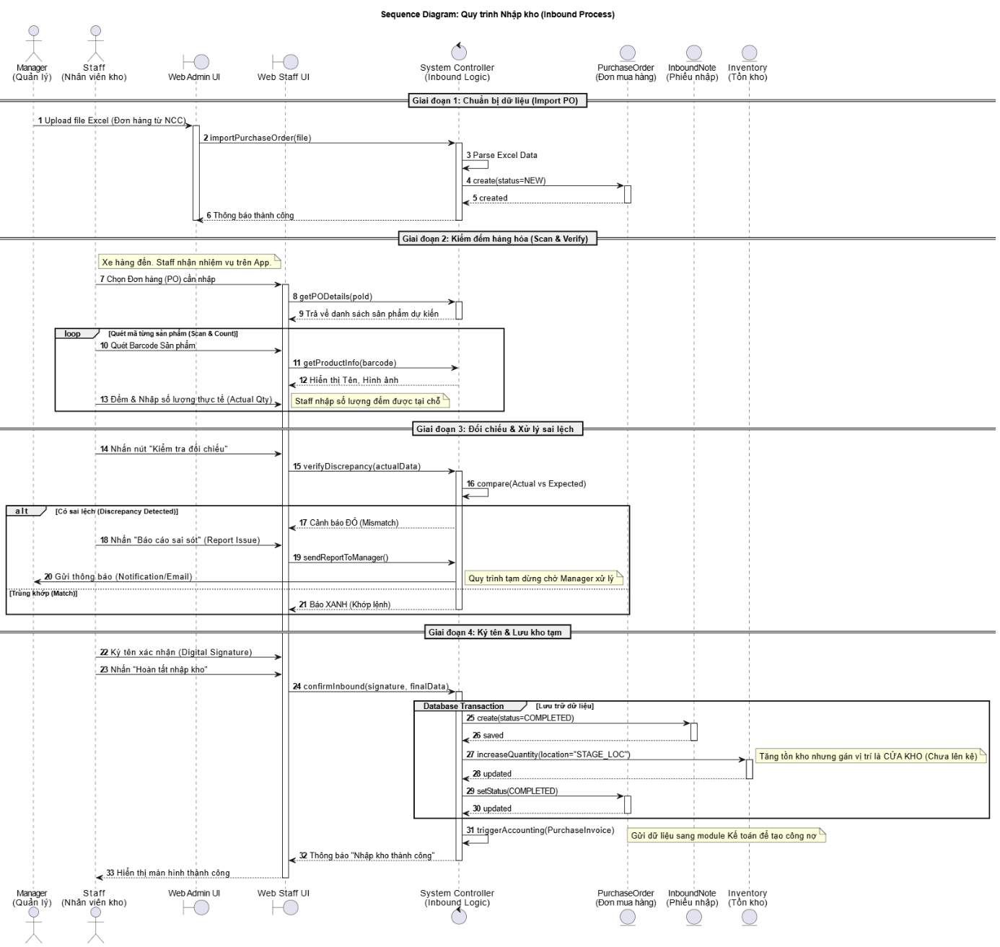 Sequence Diagram: Quy trình Nhập kho (Inbound Process)
Manager
(Quản lý)
Staff
(Nhân viên kho)
Web Admin UI
Web Staff UI
System Controller
(Inbound Logic)
PurchaseOrder
(Đơn mua hàng)
InboundNote
(Phiếu nhập)
Inventory
(Tồn kho)
Giai đoạn 1: Chuẩn bị dữ liệu (Import PO)
1 Upload file Excel (Đơn hàng từ NCC)
2 importPurchaseOrder(file)
3 Parse Excel Data
4 create(status=NEW)
5 created
6 Thông báo thành công
Giai đoạn 2: Kiểm đếm hàng hóa (Scan & Verify)
Xe hàng đến. Staff nhận nhiệm vụ trên App.
7 Chọn Đơn hàng (PO) cần nhập
8 getPODetails(poId)
9 Trả về danh sách sản phẩm dự kiến
loop [Quét mã từng sản phẩm (Scan & Count)]
10 Quét Barcode Sản phẩm
11 getProductInfo(barcode)
12 Hiển thị Tên, Hình ảnh
13 Đếm & Nhập số lượng thực tế (Actual Qty)
Staff nhập số lượng đếm được tại chỗ
Giai đoạn 3: Đối chiếu & Xử lý sai lệch
14 Nhấn nút "Kiểm tra đối chiếu"
15 verifyDiscrepancy(actualData)
16 compare(Actual vs Expected)
alt [Có sai lệch (Discrepancy Detected)]
17 Cảnh báo ĐỎ (Mismatch)
18 Nhấn "Báo cáo sai sót" (Report Issue)
19 sendReportToManager()
20 Gửi thông báo (Notification/Email)
Quy trình tạm dừng chờ Manager xử lý
[Trùng khớp (Match)]
21 Báo XANH (Khớp lệnh)
Giai đoạn 4: Ký tên & Lưu kho tạm
22 Ký tên xác nhận (Digital Signature)
23 Nhấn "Hoàn tất nhập kho"
24 confirmInbound(signature, finalData)
Database Transaction [Lưu trữ dữ liệu]
25 create(status=COMPLETED)
26 saved
27 increaseQuantity(location="STAGE_LOC")
Tăng tồn kho nhưng gán vị trí là CỬA KHO (Chưa lên kệ)
28 updated
29 setStatus(COMPLETED)
30 updated
31 triggerAccounting(PurchaseInvoice)
Gửi dữ liệu sang module Kế toán để tạo công nợ
32 Thông báo "Nhập kho thành công"
33 Hiển thị màn hình thành công
Manager
(Quản lý)
Staff
(Nhân viên kho)
Web Admin UI
Web Staff UI
System Controller
(Inbound Logic)
PurchaseOrder
(Đơn mua hàng)
InboundNote
(Phiếu nhập)
Inventory
(Tồn kho)